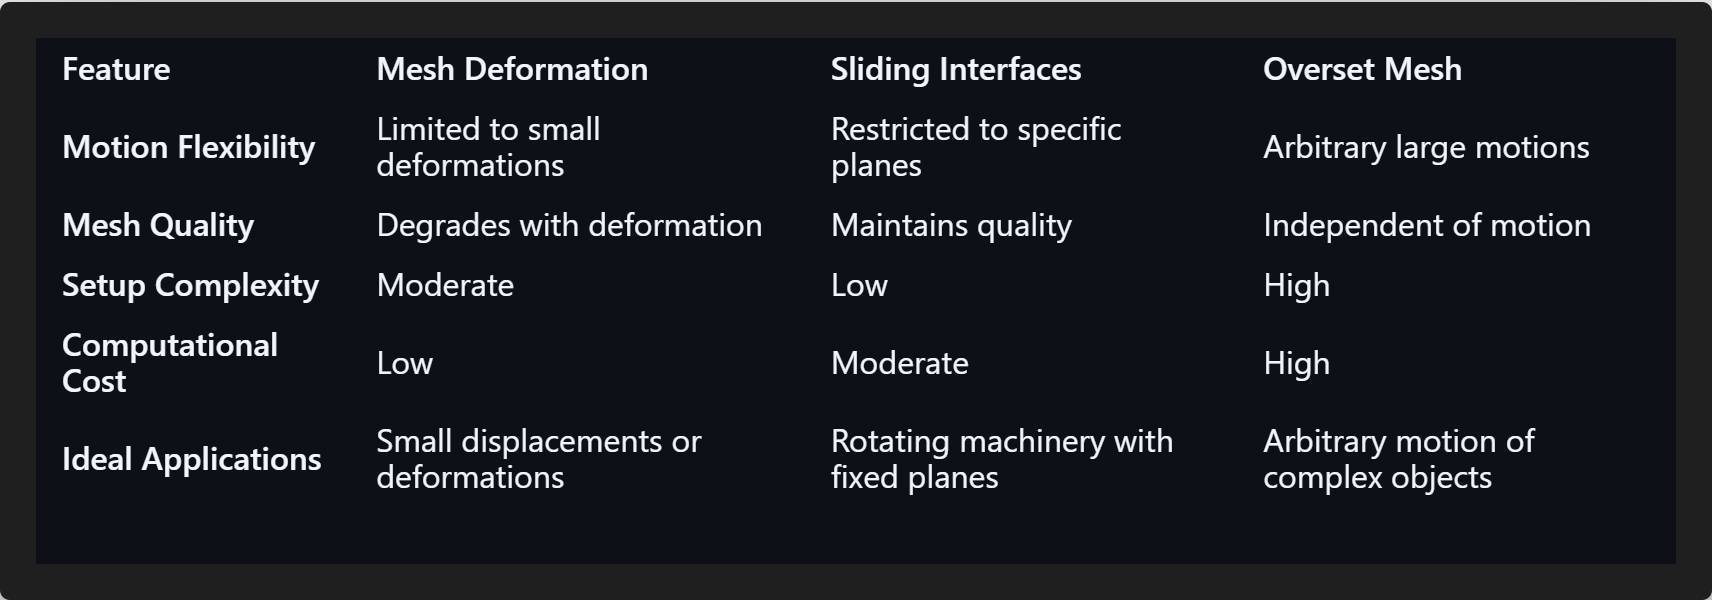 Feature Mesh Deformation Sliding Interfaces Overset Mesh
Motion Flexibility
Limited to small
deformations
Restricted to specific
planes
Arbitrary large motions
Mesh Quality Degrades with deformation Maintains quality Independent of motion
Setup Complexity Moderate Low High
Computational
Cost
Low
Moderate
High
Ideal Applications
Small displacements or
deformations
Rotating machinery with
fixed planes
Arbitrary motion of
complex objects